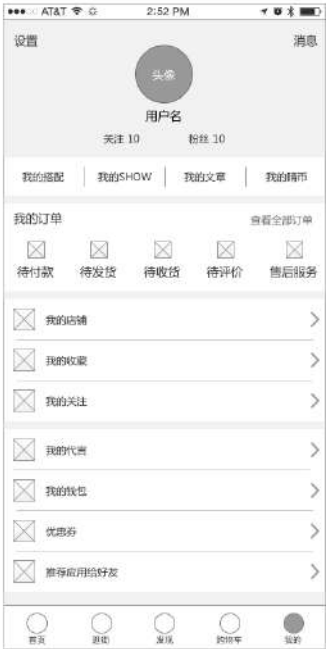 AT&T 2:52 PM
设置 消息
头像
用户名
关注 10 粉丝 10
我的搭配 我的SHOW 我的文章 我的晴币
我的订单 查看全部订单
待付款 待发货 待收货 待评价 售后服务
我的店铺
我的收藏
我的关注
我的代言
我的钱包
优惠券
推荐应用给好友
首页 逛街 发现 购物车 我的